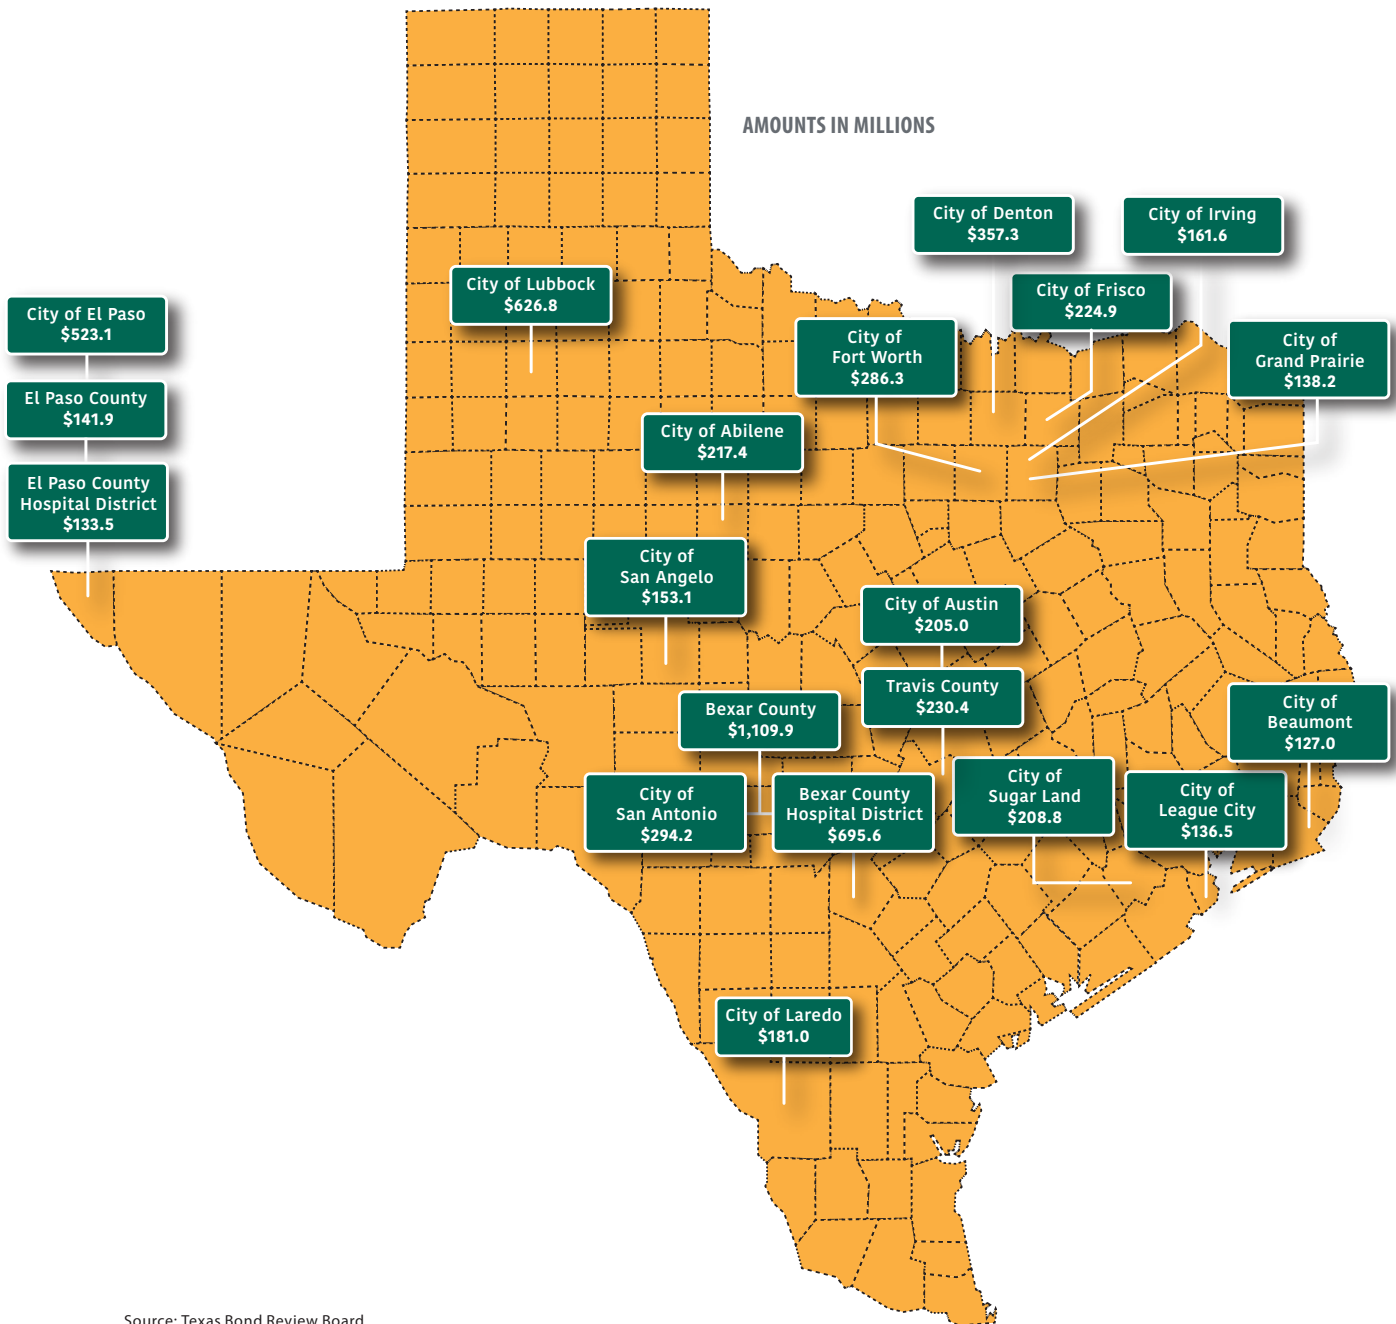 AMOUNTS IN MILLIONS
City of Denton
$357.3
City of Irving
$161.6
City of Lubbock
$626.8
City of Frisco
$224.9
City of El Paso
$523.1
City of
Fort Worth
$286.3
City of
Grand Prairie
$138.2
El Paso County
$141.9
City of Abilene
$217.4
El Paso County
Hospital District
$133.5
City of
San Angelo
$153.1
City of Austin
$205.0
Travis County
$230.4
Bexar County
$1,109.9
City of
Beaumont
$127.0
City of
San Antonio
$294.2
Bexar County
Hospital District
$695.6
City of
Sugar Land
$208.8
City of
League City
$136.5
City of Laredo
$181.0
Source: Texas Bond Review Board